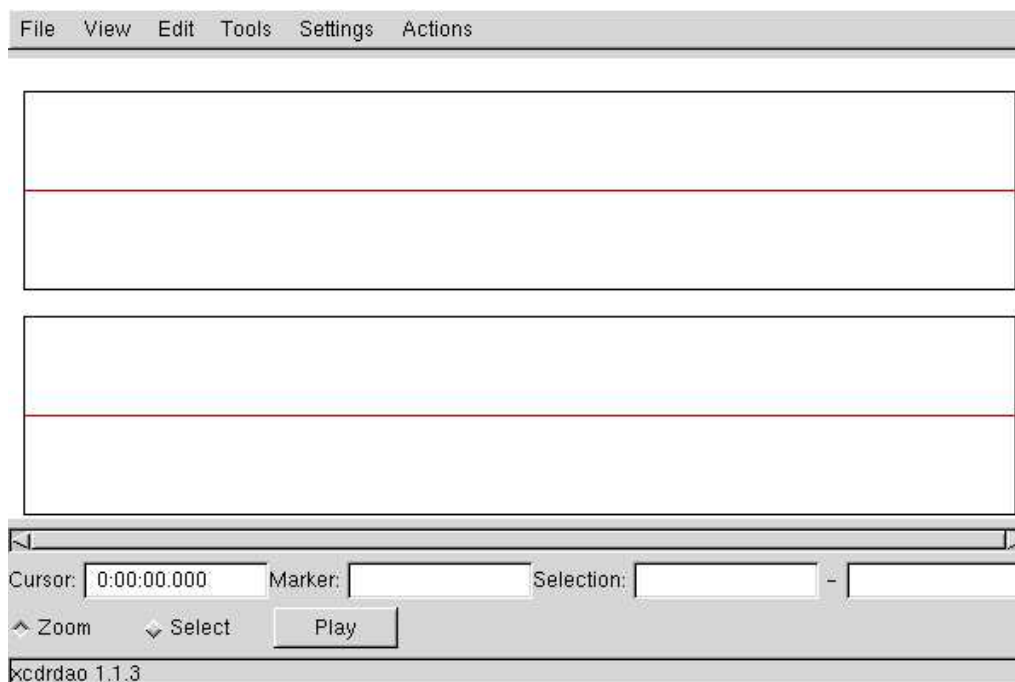 File View Edit Tools Settings Actions
Cursor: 0:00:00.000 Marker: Selection: -
Zoom Select Play
xcdrdao 1.1.3